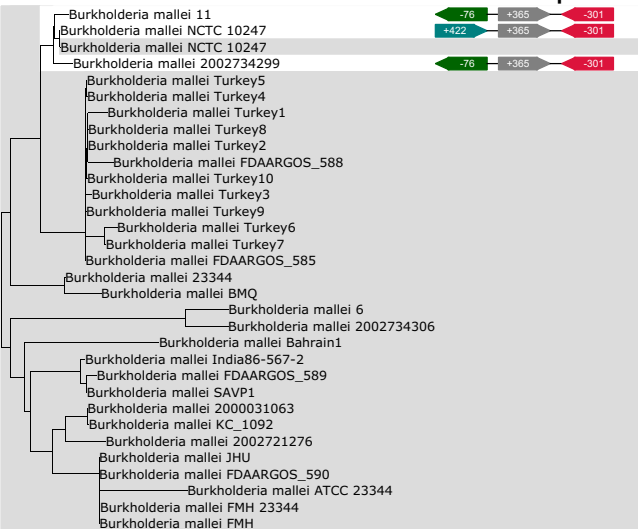 Burkholderia mallei 11 -76 +365 -301
Burkholderia mallei NCTC 10247 +422 +365 -301
Burkholderia mallei NCTC 10247
Burkholderia mallei 2002734299 -76 +365 -301
Burkholderia mallei Turkey5
Burkholderia mallei Turkey4
Burkholderia mallei Turkey1
Burkholderia mallei Turkey8
Burkholderia mallei Turkey2
Burkholderia mallei FDAARGOS_588
Burkholderia mallei Turkey10
Burkholderia mallei Turkey3
Burkholderia mallei Turkey9
Burkholderia mallei Turkey6
Burkholderia mallei Turkey7
Burkholderia mallei FDAARGOS_585
Burkholderia mallei 23344
Burkholderia mallei BMQ
Burkholderia mallei 6
Burkholderia mallei 2002734306
Burkholderia mallei Bahrain1
Burkholderia mallei India86-567-2
Burkholderia mallei FDAARGOS_589
Burkholderia mallei SAVP1
Burkholderia mallei 2000031063
Burkholderia mallei KC_1092
Burkholderia mallei 2002721276
Burkholderia mallei JHU
Burkholderia mallei FDAARGOS_590
Burkholderia mallei ATCC 23344
Burkholderia mallei FMH 23344
Burkholderia mallei FMH